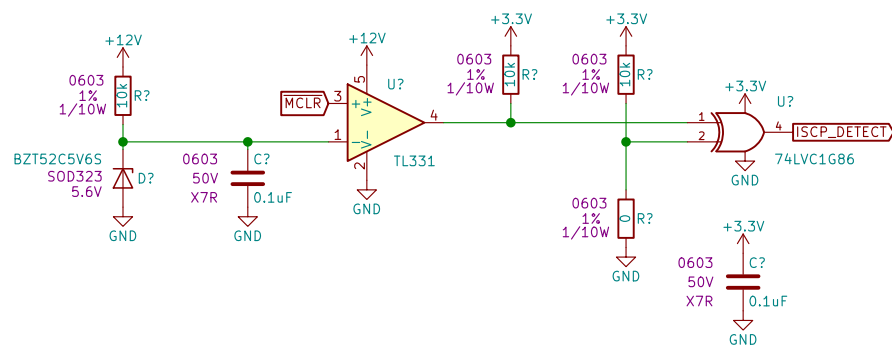 +12V
0603
1%
1/10W
10k
R?
BZT52C5V6S
SOD323
5.6V
D?
GND
0603
50V
X7R
C?
0.1uF
GND
+12V
MCLR
U?
3
1
5
2
4
+
V+
−
V-
TL331
GND
+3.3V
0603
1%
1/10W
10k
R?
+3.3V
0603
1%
1/10W
10k
R?
0603
1%
1/10W
0
R?
GND
+3.3V
U?
1
2
4
ISCP_DETECT
74LVC1G86
GND
+3.3V
0603
50V
X7R
C?
0.1uF
GND